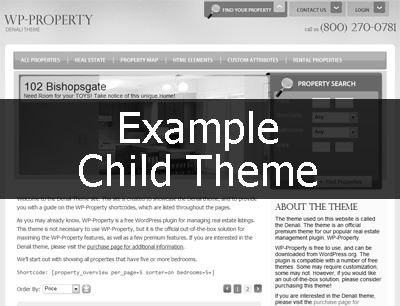 WP-PROPERTY
DENALI THEME
FIND YOUR PROPERTY
CONTACT US
LOGIN
call us (800) 270-0781
ALL PROPERTIES
REAL ESTATE
PROPERTY MAP
HTML ELEMENTS
CUSTOM ATTRIBUTES
RENTAL PROPERTIES
102 Bishopsgate
Need Room for your TOYS! Take notice of this unique Home!
PROPERTY SEARCH
Any
Example
Child Theme
Welcome to the Denali Theme site. This site is created to showcase the Denali theme, and to provide
you with a guide on the WP-Property shortcodes, which are listed throughout the pages.
As you may already know, WP-Property is a free WordPress plugin for managing real estate listings.
This theme is not necessary to use WP-Property, but it is the official out-of-the-box solution for
maximizing the WP-Property features, as well as a few premium features. If you are interested in the
Denali theme, please visit the purchase page for additional information.
We'll start out with showing all properties that have five or more bedrooms.
Shortcode: [property_overview per_page=5 sorter=on bedrooms=5+]
Order By: Price
1 2
ABOUT THE THEME
The theme used on this website is called
the Denali. The theme is an official
premium theme for our popular real estate
management plugin, WP-Property.
WP-Property is free to use, and can be
downloaded from WordPress.org. The
plugin is compatible with a number of free
themes. Some may require customization,
some may not. However, if you would like
an out-of-the-box solution, please consider
purchasing this theme!
If you are interested in the Denali theme,
please visit the purchase page for